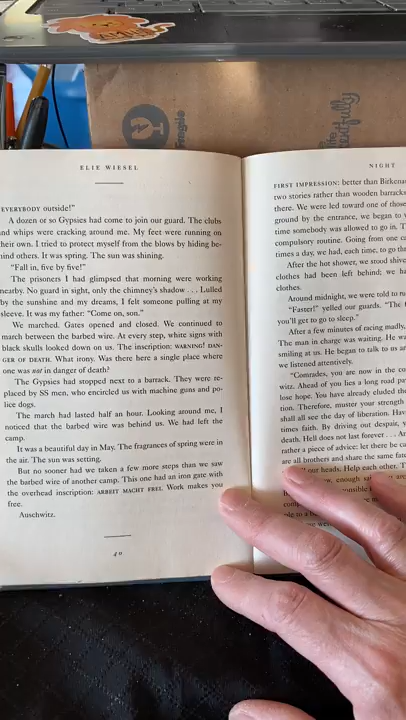 Fragile
ELIE WIESEL
EVERYBODY outside!"
A dozen or so Gypsies had come to join our guard. The clubs
and whips were cracking around me. My feet were running on
their own. I tried to protect myself from the blows by hiding be-
hind others. It was spring. The sun was shining.
"Fall in, five by five!"
The prisoners I had glimpsed that morning were working
nearby. No guard in sight, only the chimney's shadow . . . Lulled
by the sunshine and my dreams, I felt someone pulling at my
sleeve. It was my father: "Come on, son."
We marched. Gates opened and closed. We continued to
march between the barbed wire. At every step, white signs with
black skulls looked down on us. The inscription: WARNING! DAN-
GER OF DEATH. What irony. Was there here a single place where
one was not in danger of death?
The Gypsies had stopped next to a barrack. They were re-
placed by SS men, who encircled us with machine guns and po-
lice dogs.
The march had lasted half an hour. Looking around me, I
noticed that the barbed wire was behind us. We had left the
camp.
It was a beautiful day in May. The fragrances of spring were in
the air. The sun was setting.
But no sooner had we taken a few more steps than we saw
the barbed wire of another camp. This one had an iron gate with
the overhead inscription: ARBEIT MACHT FREI. Work makes you
free.
Auschwitz.
40
NIGHT
FIRST IMPRESSION: better than Birkenau
two stories rather than wooden barracks
there. We were led toward one of those
ground by the entrance, we began to
time somebody was allowed to go in. T
compulsory routine. Going from one ca
times a day, we had, each time, to go th
After the hot shower, we stood shive
clothes had been left behind; we ha
clothes.
Around midnight, we were told to ru
"Faster!" yelled our guards. "The
you'll get to go to sleep."
After a few minutes of racing madly,
The man in charge was waiting. He wa
smiling at us. He began to talk to us an
we listened attentively.
"Comrades, you are now in the co
witz. Ahead of you lies a long road pa
lose hope. You have already eluded the
tion. Therefore, muster your strength
shall all see the day of liberation. Hav
times faith. By driving out despair, y
death. Hell does not last forever . . . An
rather a piece of advice: let there be ca
are all brothers and share the same fate
our heads. Help each other. T
enough